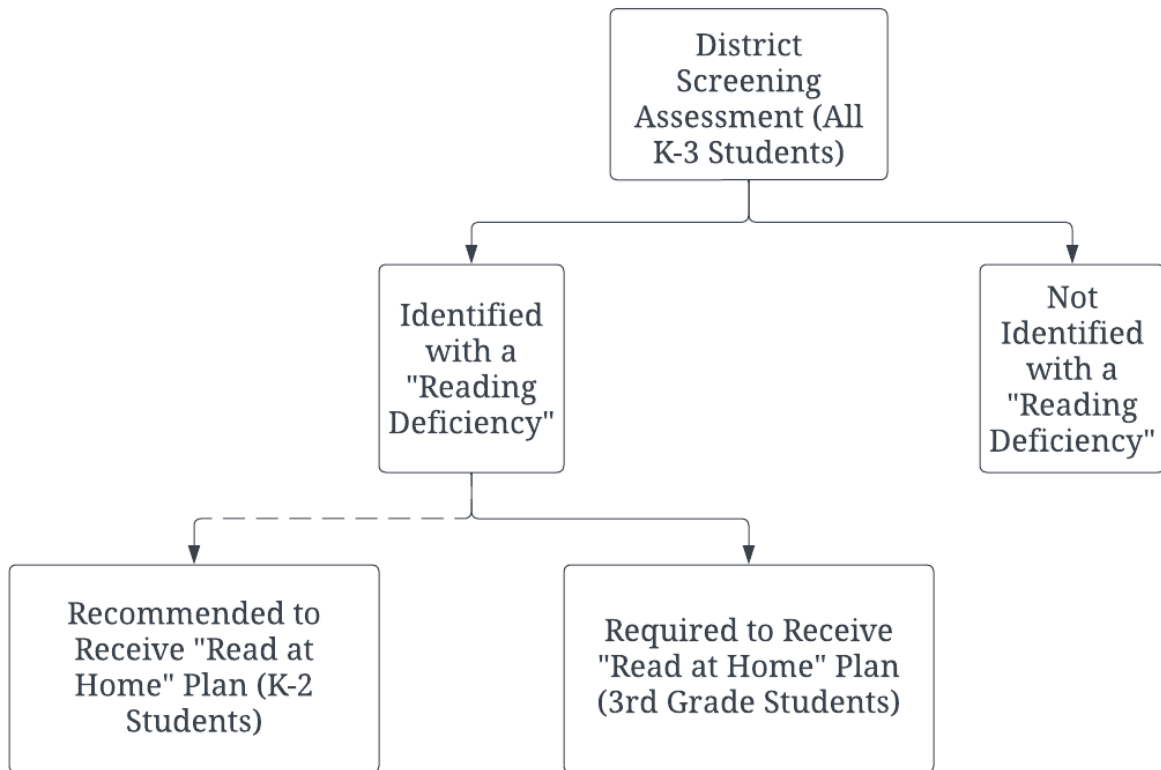 District
Screening
Assessment (All
K-3 Students)
Identified
with a
"Reading
Deficiency"
Not
Identified
with a
"Reading
Deficiency"
Recommended to
Receive "Read at
Home" Plan (K-2
Students)
Required to Receive
"Read at Home" Plan
(3rd Grade Students)